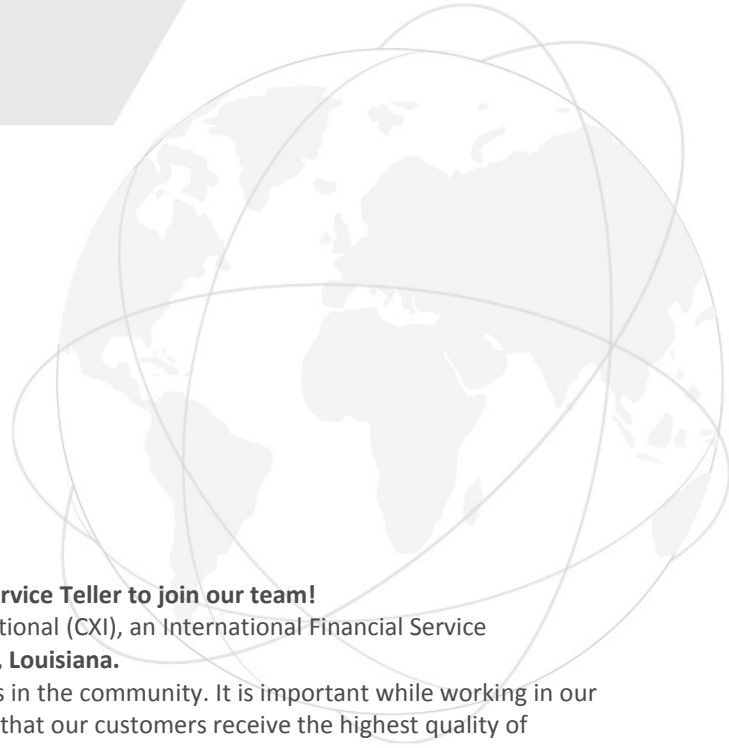 rvice Teller to join our team!
tional (CXI), an International Financial Service
, Louisiana.
s in the community. It is important while working in our
that our customers receive the highest quality of